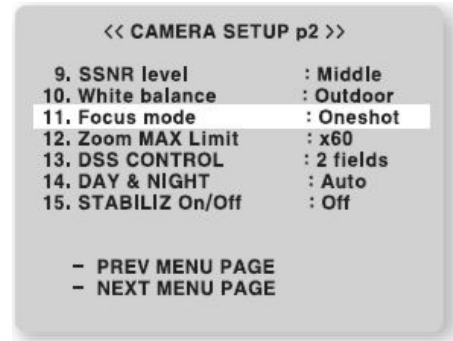 << CAMERA SETUP p2 >>
9. SSNR level : Middle
10. White balance : Outdoor
11. Focus mode : Oneshot
12. Zoom MAX Limit : x60
13. DSS CONTROL : 2 fields
14. DAY & NIGHT : Auto
15. STABILIZ On/Off : Off
- PREV MENU PAGE
- NEXT MENU PAGE